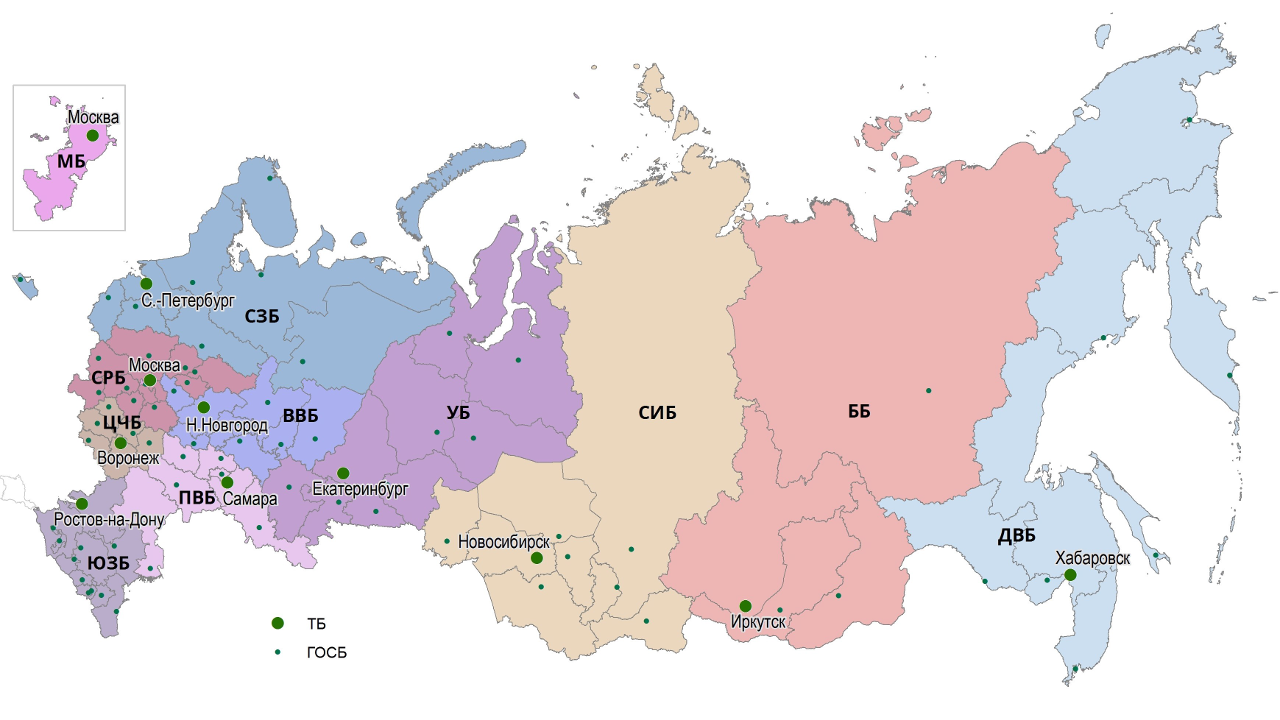 Москва
МБ
С.-Петербург
СЗБ
Москва
СРБ
ЦЧБ
Н.Новгород
ВВБ
УБ
СИБ
ББ
Воронеж
ПВБ
Самара
Екатеринбург
Ростов-на-Дону
ЮЗБ
Новосибирск
ДВБ
Хабаровск
Иркутск
ТБ
ГОСБ